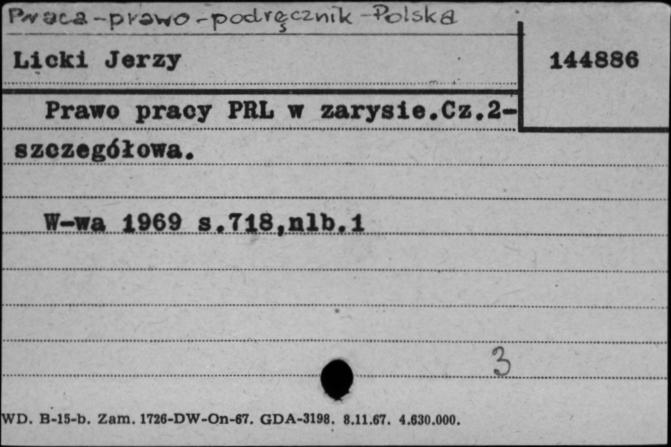 Praca-prawo-podręcznik-Polska
Licki Jerzy
144886
Prawo pracy PRL w zarysie.Cz.2-
szczegółowa.
W-wa 1969 s.718,nlb.1
3
WD. B-15-b. Zam. 1726-DW-On-67. GDA-3198. 8.11.67. 4.630.000.